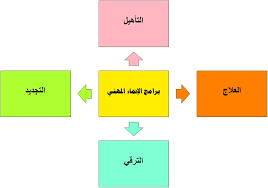 التأهيل
العلاج
برامج الإنماء المهني
التجديد
الترقي